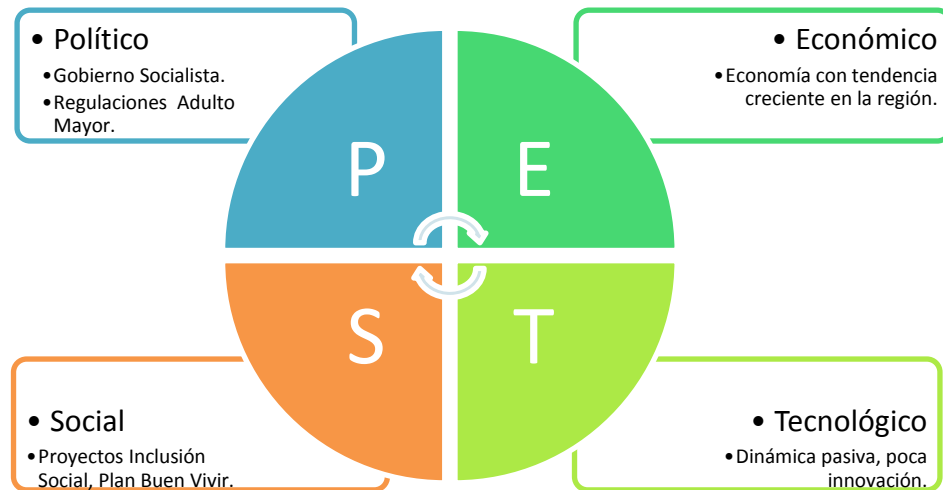 • Político
•Gobierno Socialista.
•Regulaciones Adulto
Mayor.
• Económico
•Economía con tendencia
creciente en la región.
P
E
S
T
• Social
•Proyectos Inclusión
Social, Plan Buen Vivir.
• Tecnológico
•Dinámica pasiva, poca
innovación.